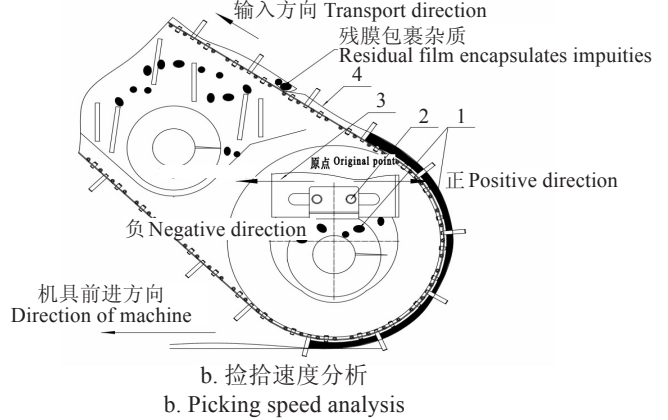 输入方向 Transport direction
残膜包裹杂质
Residual film encapsulates impuities
4
3
2
1
原点 Original pointe
正 Positive direction
负 Negative direction
机具前进方向
Direction of machine
b. 捡拾速度分析
b. Picking speed analysis